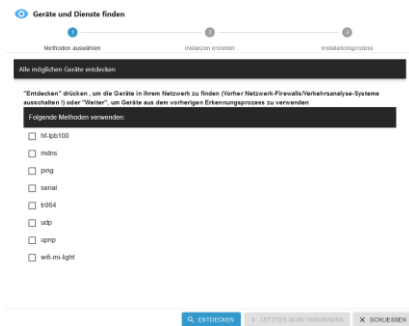 Geräte und Dienste finden
1 2 3
Methoden auswählen Instanzen erstellen Installationsprozess
Alle möglichen Geräte entdecken
"Entdecken" drücken , um die Geräte in Ihrem Netzwerk zu finden (Vorher Netzwerk-Firewalls/Verkehrsanalyse-Systeme
ausschalten !) oder "Weiter", um Geräte aus dem vorherigen Erkennungsprozess zu verwenden
Folgende Methoden verwenden:
hf-lpb100
mdns
ping
serial
tr064
udp
upnp
wifi-mi-light
ENTDECKEN LETZTEN SCAN VERWENDEN SCHLIESSEN